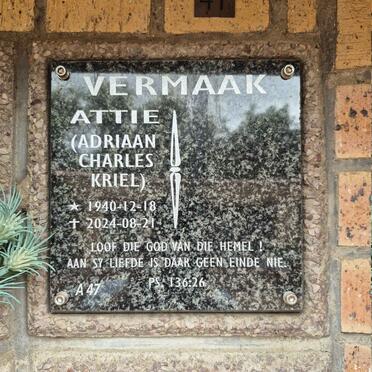 41
VERMAAK
ATTIE
(ADRIAAN
CHARLES
KRIEL)
★ 1940-12-18
✝ 2024-08-21
LOOF DIE GOD VAN DIE HEMEL !
AAN SY LIEFDE IS DAAR GEEN EINDE NIE.
PS. 136:26
A 47